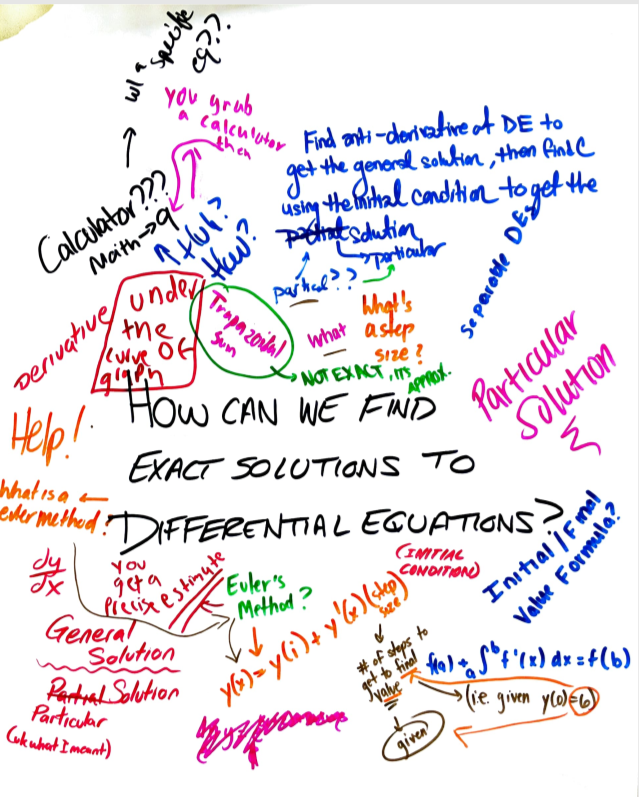 w/ a specific
eq??
you grab
a calculator
then
Calculator???
Math→9
How?
Find anti-derivative of DE to
get the general solution, then find C
using the initial condition to get the
solution
particular
partial??
Separable DEs
Derivative
under
the
curve OF
graph
Trapazoidal
Sum
What
What's
a step
size?
NOT EXACT, ITS
APPROX.
Particular
Solution
Help!
HOW CAN WE FIND
EXACT SOLUTIONS TO
DIFFERENTIAL EQUATIONS?
What is a
euler method?
Initial/Final
Value Formula?
(INITIAL
CONDITION)
dy/dx
you
get a
precise estimate
Euler's
Method?
y(x) = y(i) + y'(x)(step
size)
General
Solution
Partial Solution
Particular
(uk what I meant)
# of steps to
get to final
value
given
f(a) + ₐ∫ᵇ f'(x) dx = f(b)
(i.e. given y(0)=6)